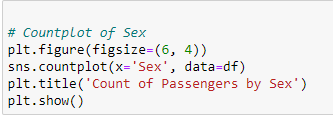 # Countplot of Sex
plt.figure(figsize=(6, 4))
sns.countplot(x='Sex', data=df)
plt.title('Count of Passengers by Sex')
plt.show()